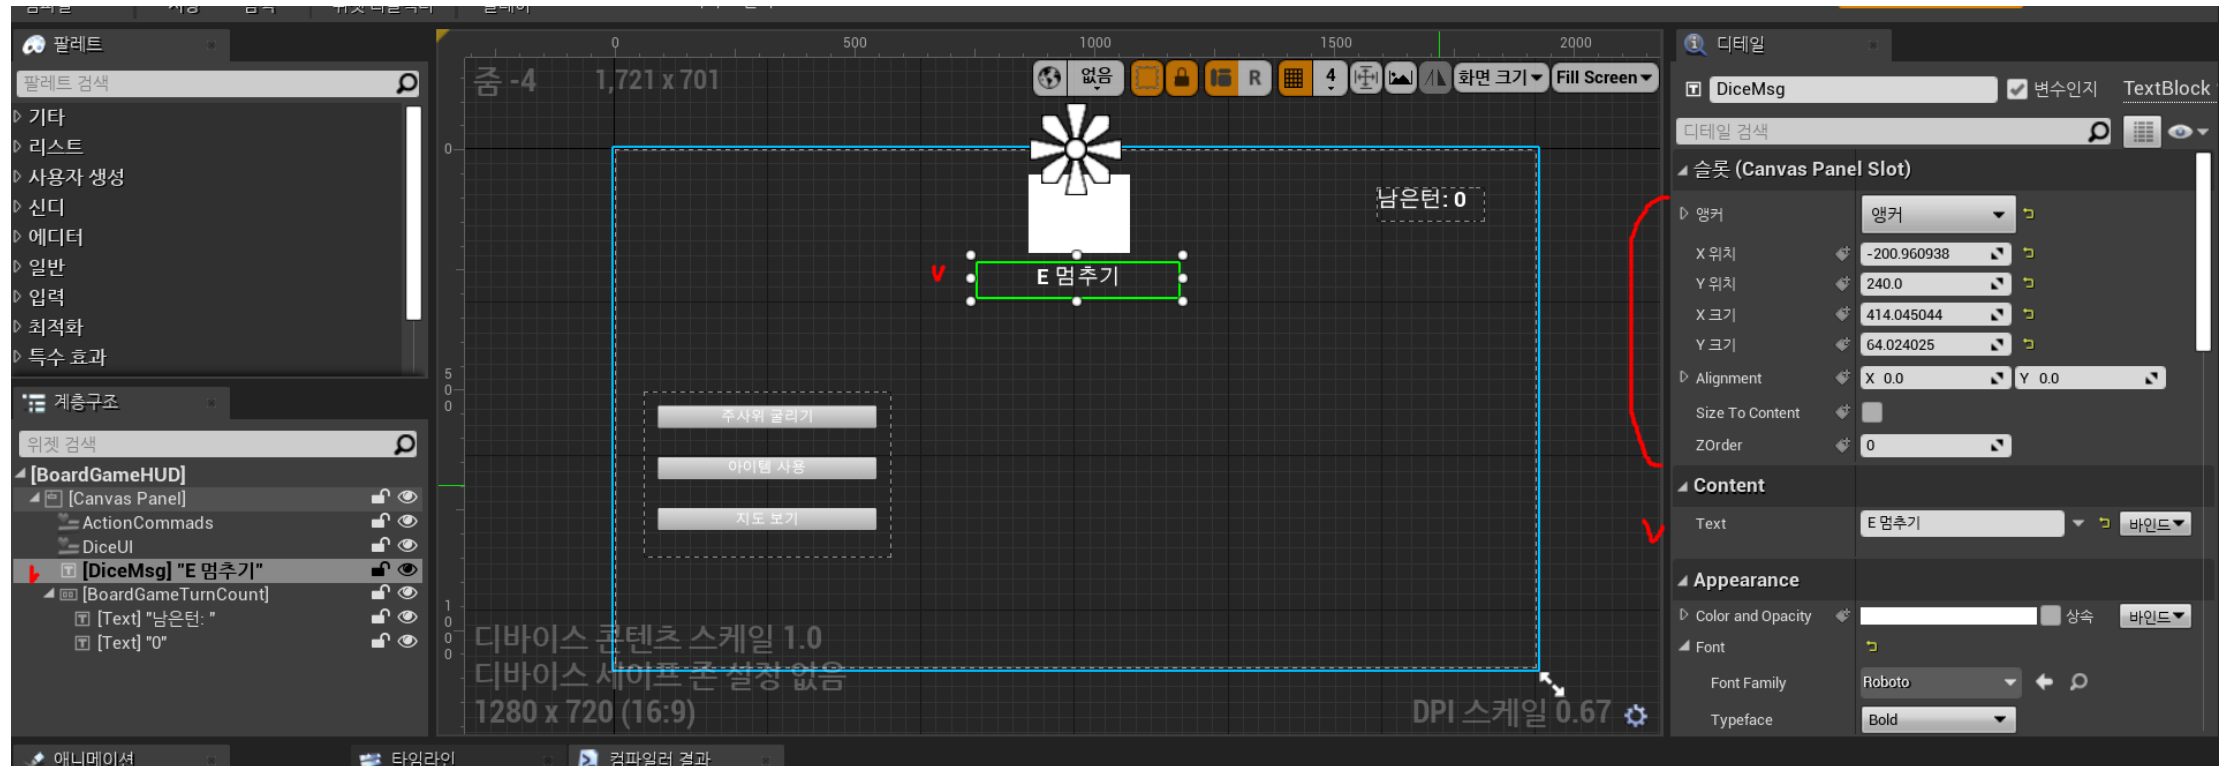 팔레트
팔레트 검색
기타
리스트
사용자 생성
신디
에디터
일반
입력
최적화
특수 효과
계층구조
위젯 검색
[BoardGameHUD]
[Canvas Panel]
ActionCommads
DiceUI
[DiceMsg] "E 멈추기"
[BoardGameTurnCount]
[Text] "남은턴: "
[Text] "0"
애니메이션
타임라인
컴파일러 결과
0
500
1000
1500
2000
줌 -4
1,721 x 701
없음
R
4
화면 크기
Fill Screen
0
5
0
0
1
0
0
0
남은턴: 0
E 멈추기
주사위 굴리기
아이템 사용
지도 보기
디바이스 콘텐츠 스케일 1.0
디바이스 세이프 존 설정 없음
1280 x 720 (16:9)
DPI 스케일 0.67
디테일
DiceMsg
변수인지
TextBlock
디테일 검색
슬롯 (Canvas Panel Slot)
앵커
앵커
X 위치
-200.960938
Y 위치
240.0
X 크기
414.045044
Y 크기
64.024025
Alignment
X 0.0
Y 0.0
Size To Content
ZOrder
0
Content
Text
E 멈추기
바인드
Appearance
Color and Opacity
상속
바인드
Font
Font Family
Roboto
Typeface
Bold